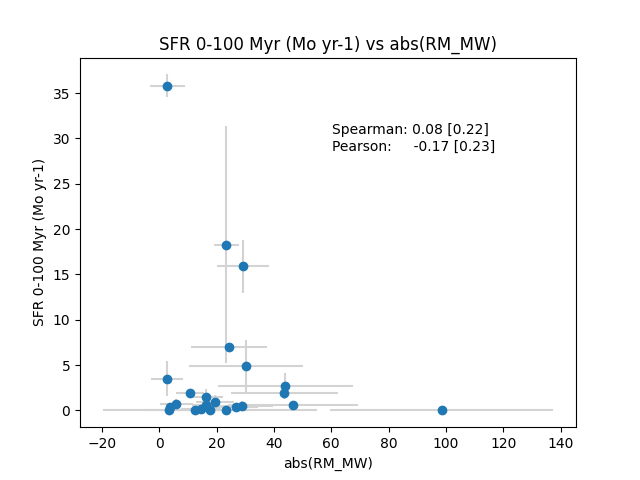 SFR 0-100 Myr (Mo yr-1) vs abs(RM_MW)
Spearman: 0.08 [0.22]
Pearson: -0.17 [0.23]
SFR 0-100 Myr (Mo yr-1)
35
30
25
20
15
10
5
0
−20 0 20 40 60 80 100 120 140
abs(RM_MW)